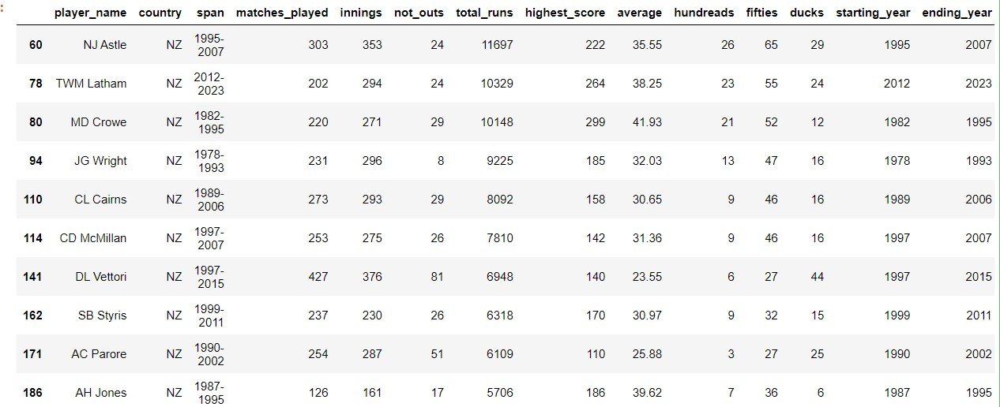 :
player_name country span matches_played innings not_outs total_runs highest_score average hundreads fifties ducks starting_year ending_year
60 NJ Astle NZ 1995-2007 303 353 24 11697 222 35.55 26 65 29 1995 2007
78 TWM Latham NZ 2012-2023 202 294 24 10329 264 38.25 23 55 24 2012 2023
80 MD Crowe NZ 1982-1995 220 271 29 10148 299 41.93 21 52 12 1982 1995
94 JG Wright NZ 1978-1993 231 296 8 9225 185 32.03 13 47 16 1978 1993
110 CL Cairns NZ 1989-2006 273 293 29 8092 158 30.65 9 46 16 1989 2006
114 CD McMillan NZ 1997-2007 253 275 26 7810 142 31.36 9 46 16 1997 2007
141 DL Vettori NZ 1997-2015 427 376 81 6948 140 23.55 6 27 44 1997 2015
162 SB Styris NZ 1999-2011 237 230 26 6318 170 30.97 9 32 15 1999 2011
171 AC Parore NZ 1990-2002 254 287 51 6109 110 25.88 3 27 25 1990 2002
186 AH Jones NZ 1987-1995 126 161 17 5706 186 39.62 7 36 6 1987 1995